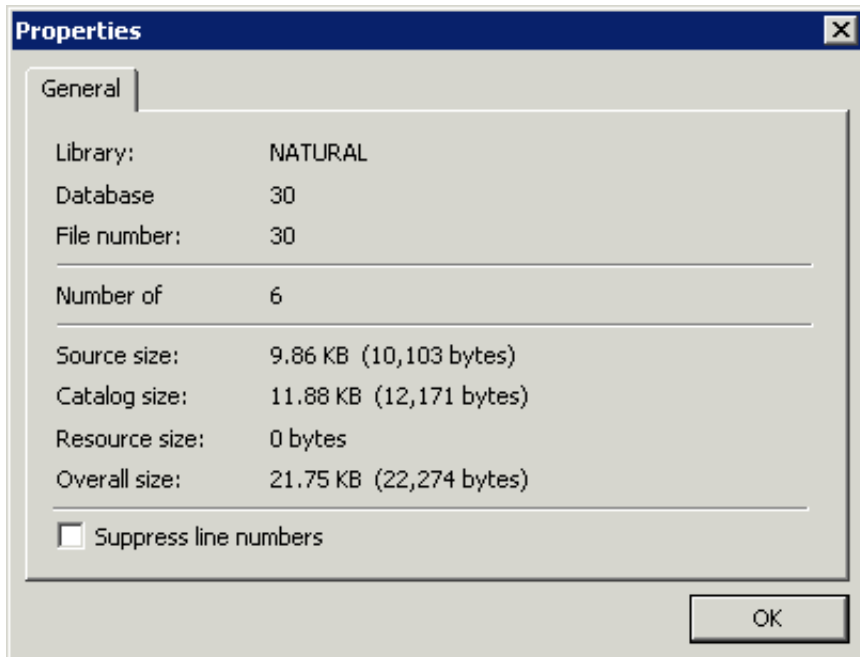 Properties
General
Library: NATURAL
Database 30
File number: 30
Number of 6
Source size: 9.86 KB (10,103 bytes)
Catalog size: 11.88 KB (12,171 bytes)
Resource size: 0 bytes
Overall size: 21.75 KB (22,274 bytes)
Suppress line numbers
OK